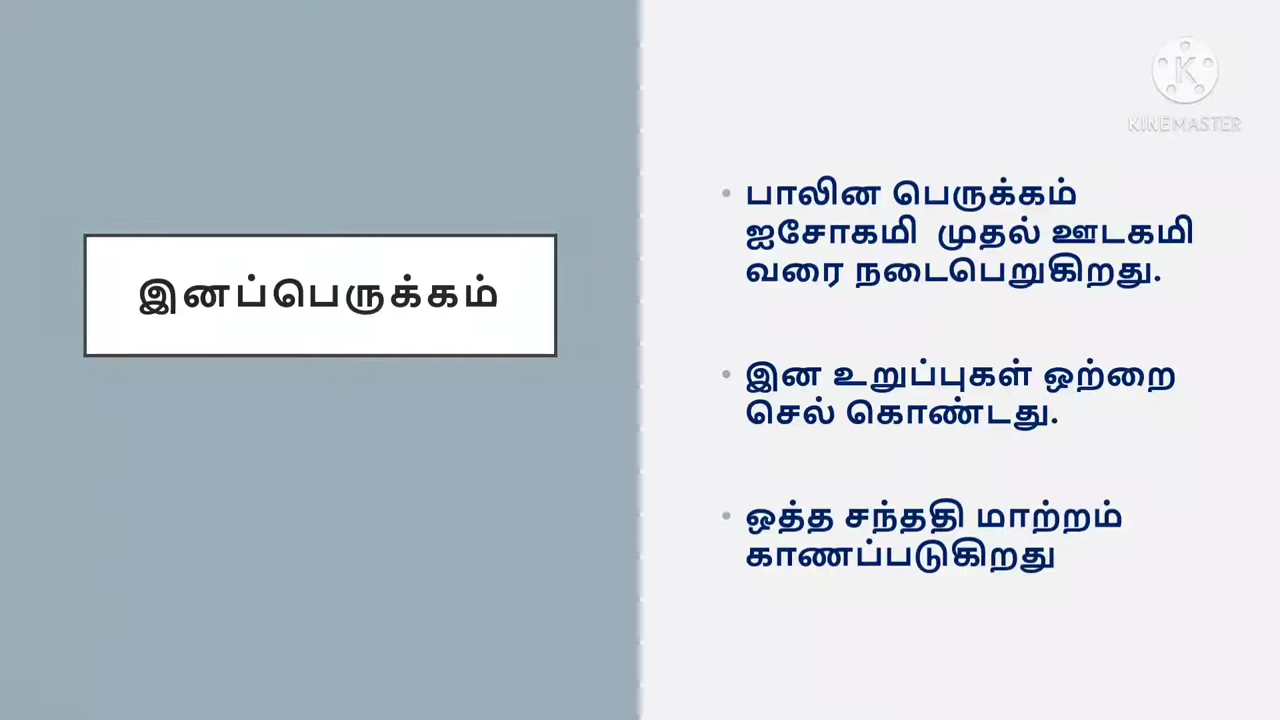 KINEMASTER
இனப்பெருக்கம்
பாலின பெருக்கம்
ஐசோகமி முதல் ஊடகமி
வரை நடைபெறுகிறது.
இன உறுப்புகள் ஒற்றை
செல் கொண்டது.
ஒத்த சந்ததி மாற்றம்
காணப்படுகிறது